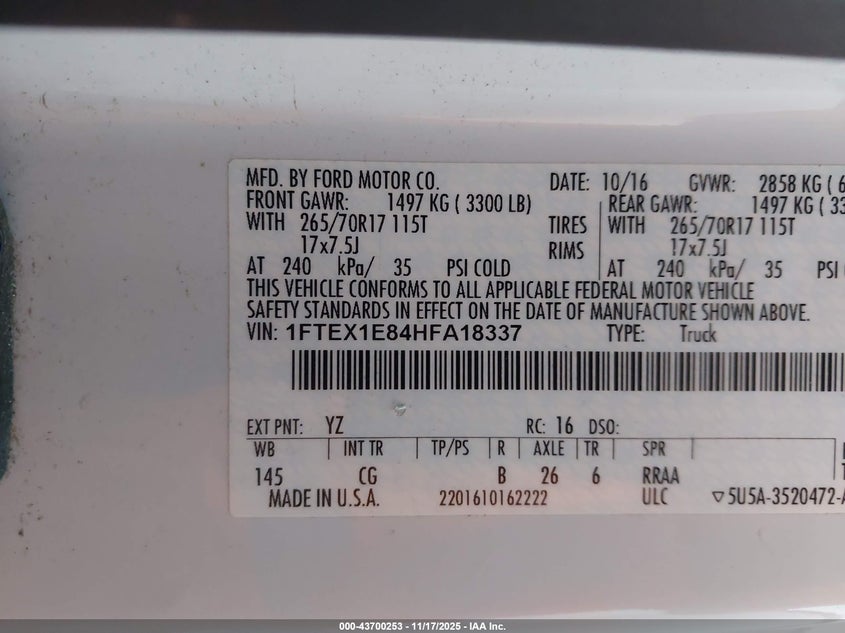 MFD. BY FORD MOTOR CO. DATE: 10/16 GVWR: 2858 KG ( 6
FRONT GAWR: 1497 KG ( 3300 LB) REAR GAWR: 1497 KG ( 33
WITH 265/70R17 115T TIRES WITH 265/70R17 115T
17x7.5J RIMS 17x7.5J
AT 240 kPa/ 35 PSI COLD AT 240 kPa/ 35 PSI
THIS VEHICLE CONFORMS TO ALL APPLICABLE FEDERAL MOTOR VEHICLE
SAFETY STANDARDS IN EFFECT ON THE DATE OF MANUFACTURE SHOWN ABOVE.
VIN: 1FTEX1E84HFA18337 TYPE: Truck
EXT PNT: YZ RC: 16 DSO:
WB INT TR TP/PS R AXLE TR SPR
145 CG B 26 6 RRAA
MADE IN U.S.A. 2201610162222 ULC ▽5U5A-3520472-A
000-43700253 - 11/17/2025 - IAA Inc.